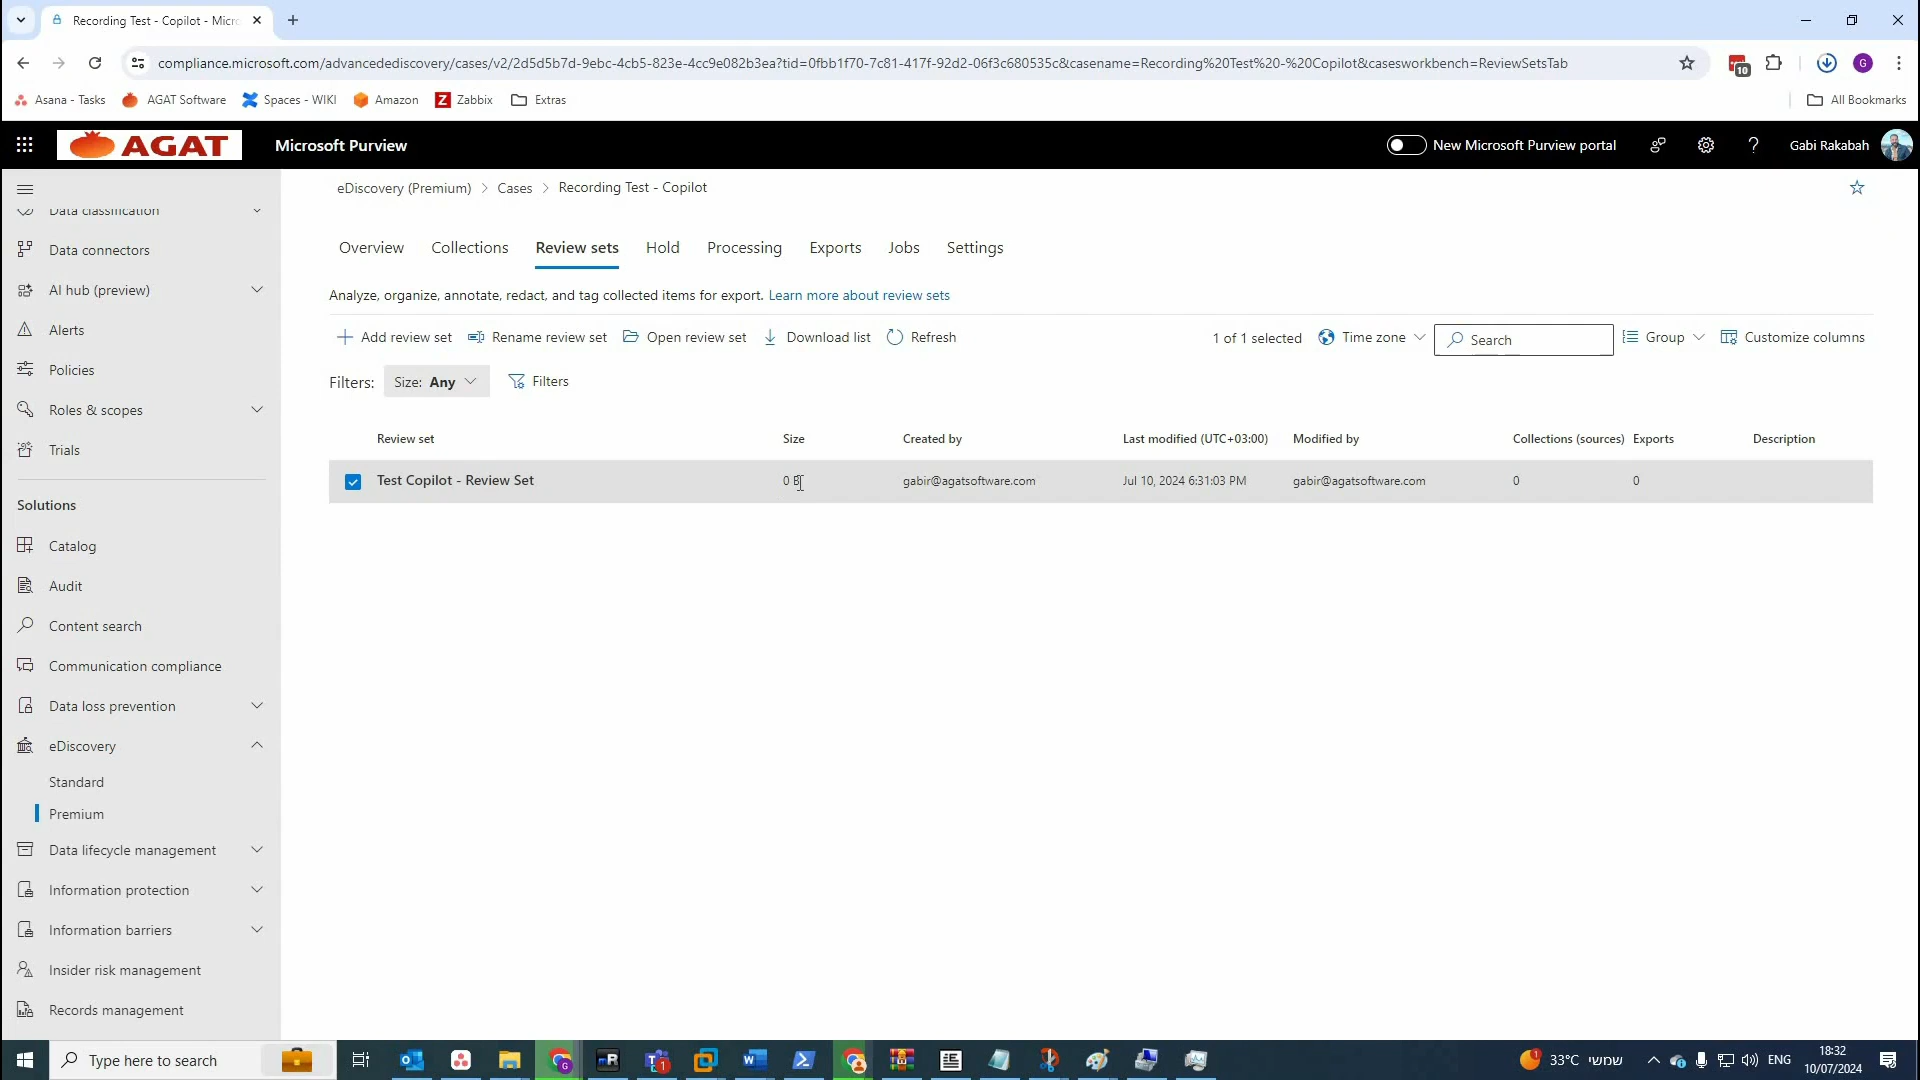 Recording Test - Copilot - Micr
compliance.microsoft.com/advancedediscovery/cases/v2/2d5d5b7d-9ebc-4cb5-823e-4cc9e082b3ea?tid=0fbb1f70-7c81-417f-92d2-06f3c680535c&casename=Recording%20Test%20-%20Copilot&casesworkbench=ReviewSetsTab
10
G
Asana - Tasks
AGAT Software
Spaces - WIKI
Amazon
Z Zabbix
Extras
All Bookmarks
AGAT
Microsoft Purview
New Microsoft Purview portal
?
Gabi Rakabah
Data classification
Data connectors
AI hub (preview)
Alerts
Policies
Roles & scopes
Trials
Solutions
Catalog
Audit
Content search
Communication compliance
Data loss prevention
eDiscovery
Standard
Premium
Data lifecycle management
Information protection
Information barriers
Insider risk management
Records management
eDiscovery (Premium) > Cases > Recording Test - Copilot
Overview Collections Review sets Hold Processing Exports Jobs Settings
Analyze, organize, annotate, redact, and tag collected items for export. Learn more about review sets
Add review set Rename review set Open review set Download list Refresh 1 of 1 selected Time zone Search Group Customize columns
Filters: Size: Any Filters
Review set Size Created by Last modified (UTC+03:00) Modified by Collections (sources) Exports Description
Test Copilot - Review Set 0 B gabir@agatsoftware.com Jul 10, 2024 6:31:03 PM gabir@agatsoftware.com 0 0
Type here to search
33°C שמשי
ENG
18:32
10/07/2024